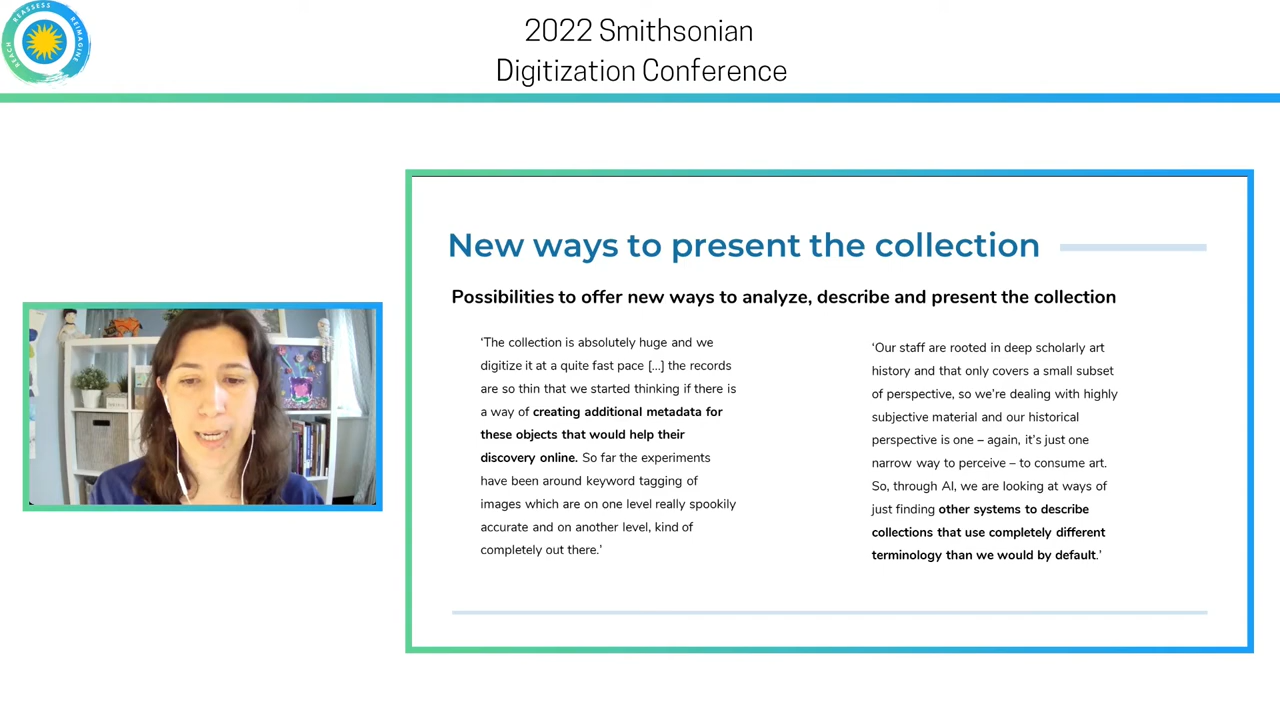 REACH REASSESS REIMAGINE
2022 Smithsonian
Digitization Conference
New ways to present the collection
Possibilities to offer new ways to analyze, describe and present the collection
‘The collection is absolutely huge and we
digitize it at a quite fast pace [...] the records
are so thin that we started thinking if there is
a way of creating additional metadata for
these objects that would help their
discovery online. So far the experiments
have been around keyword tagging of
images which are on one level really spookily
accurate and on another level, kind of
completely out there.’
‘Our staff are rooted in deep scholarly art
history and that only covers a small subset
of perspective, so we’re dealing with highly
subjective material and our historical
perspective is one – again, it’s just one
narrow way to perceive – to consume art.
So, through AI, we are looking at ways of
just finding other systems to describe
collections that use completely different
terminology than we would by default.’